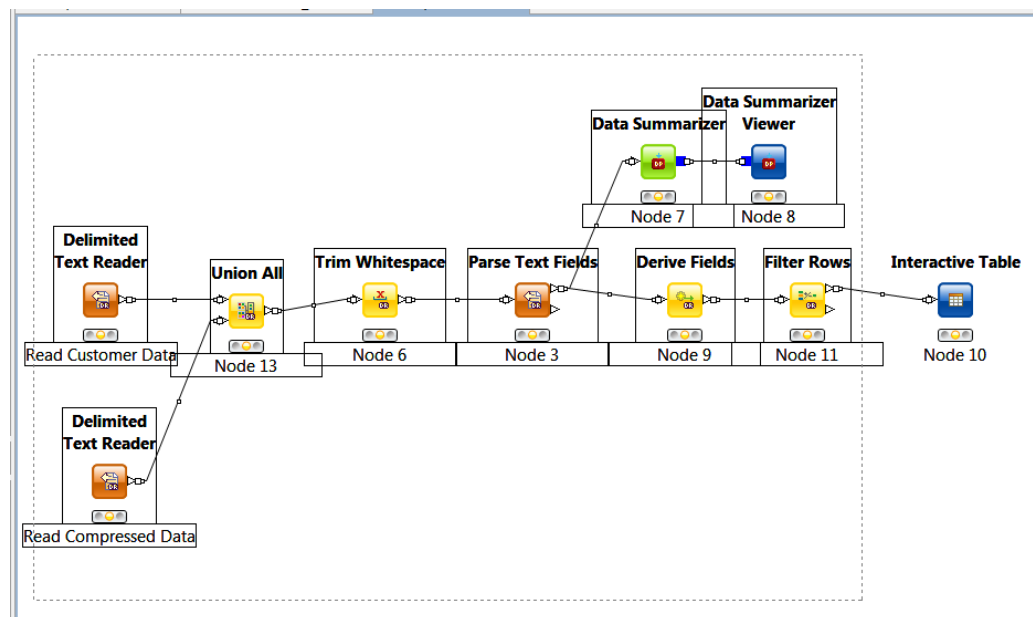 Data Summarizer
Viewer
Data Summarizer
Node 7
Node 8
Delimited
Text Reader
Union All
Trim Whitespace
Parse Text Fields
Derive Fields
Filter Rows
Interactive Table
Read Customer Data
Node 13
Node 6
Node 3
Node 9
Node 11
Node 10
Delimited
Text Reader
Read Compressed Data